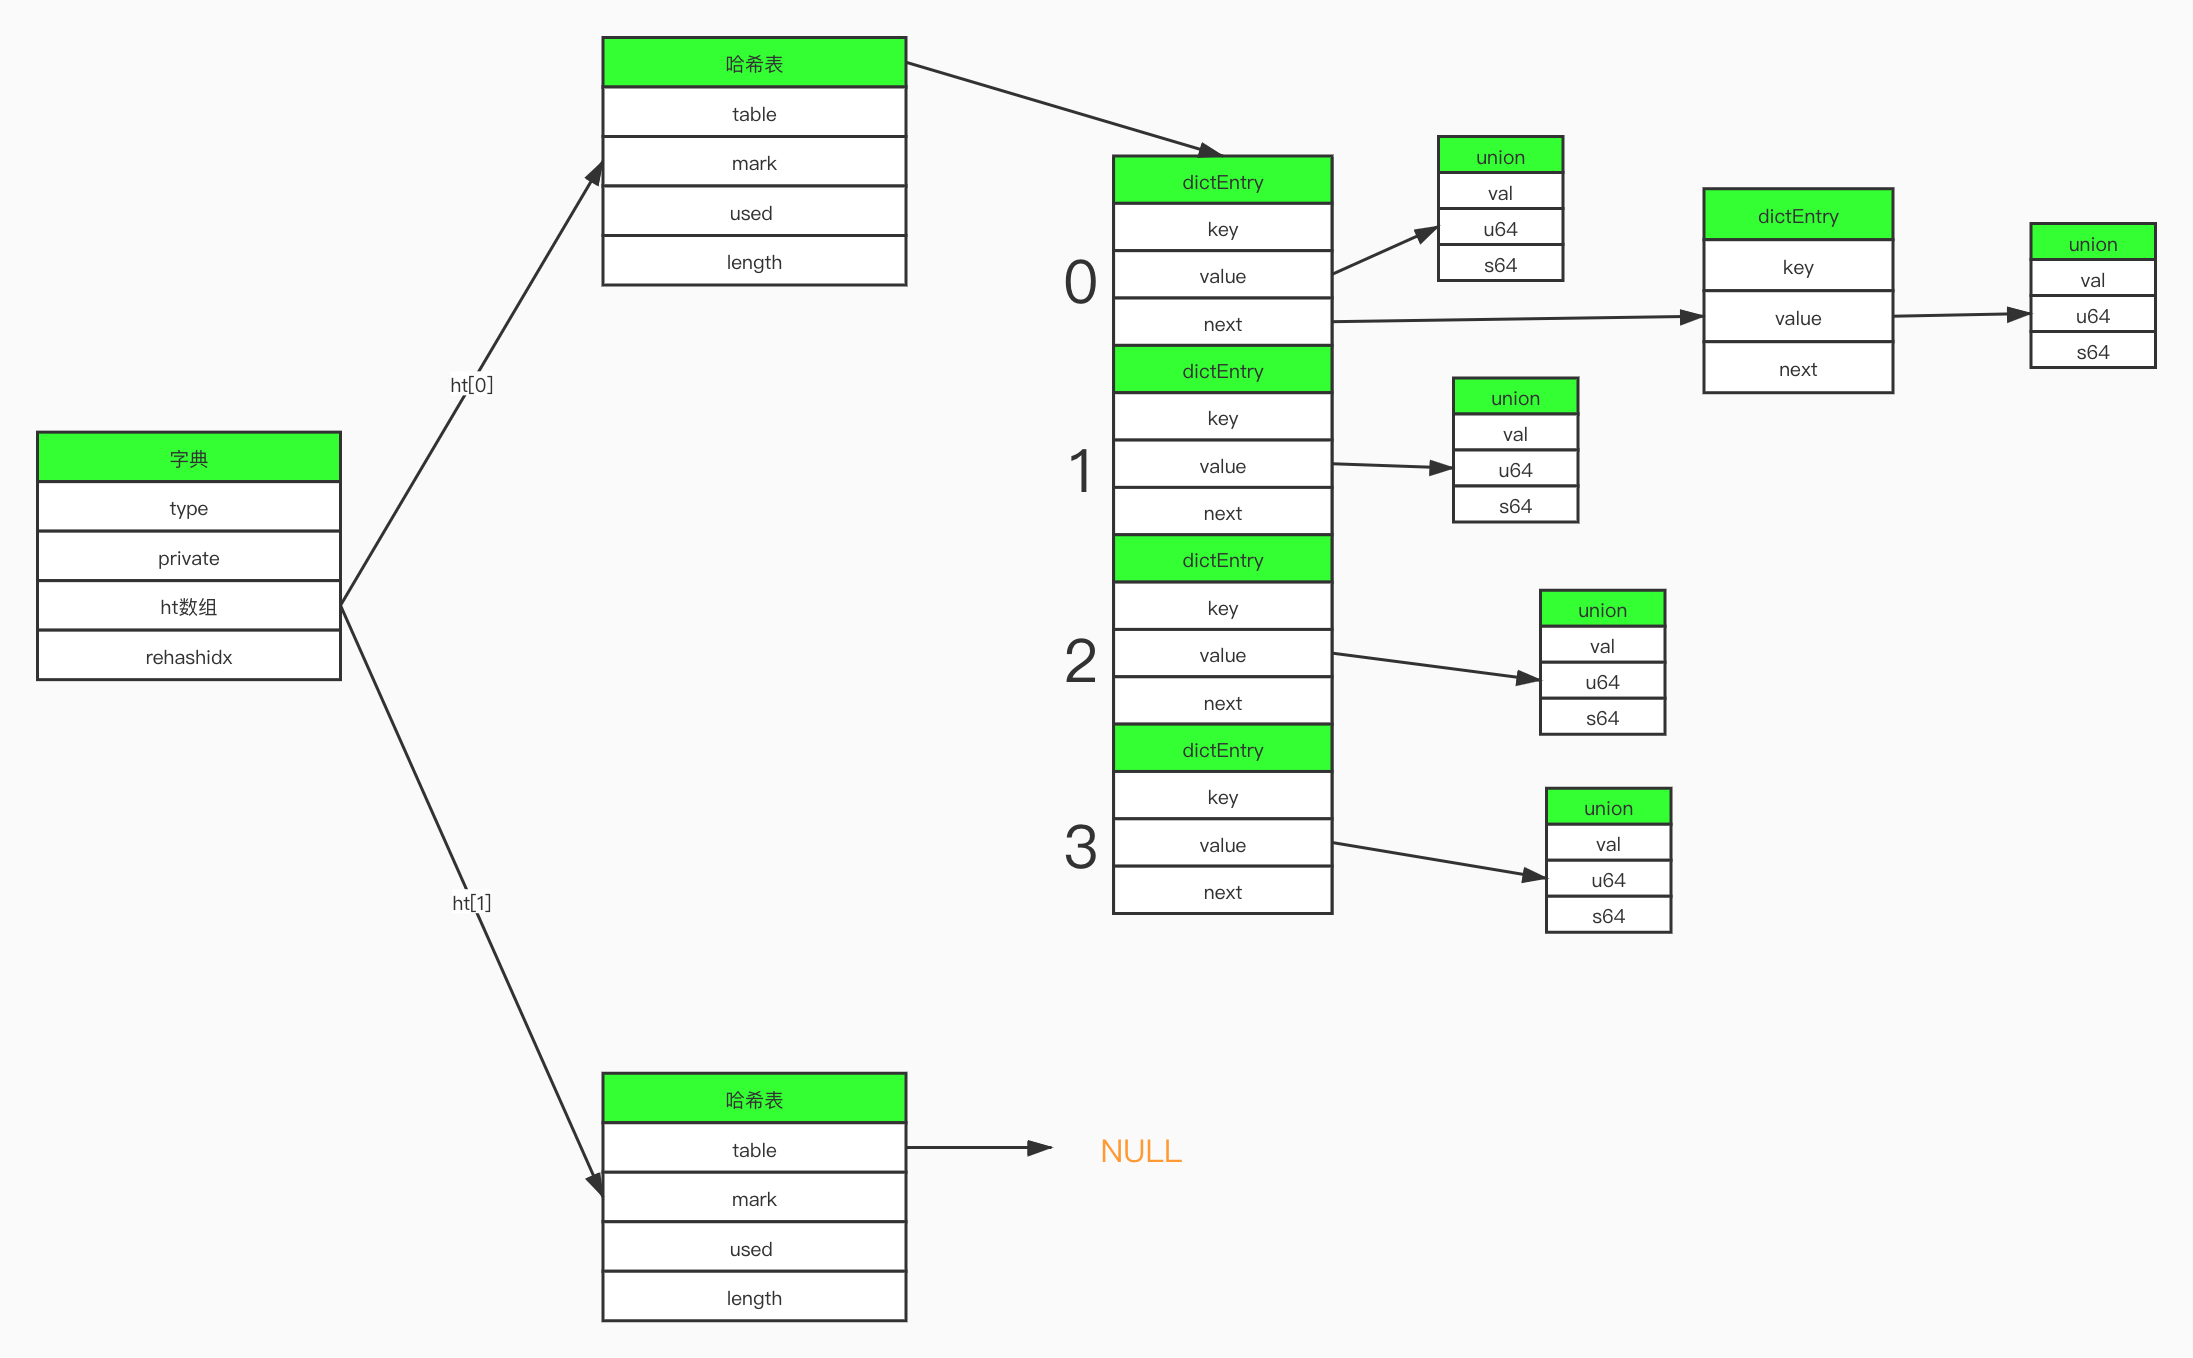 字典
type
private
ht数组
rehashidx
ht[0]
ht[1]
哈希表
table
mark
used
length
0
dictEntry
key
value
next
1
dictEntry
key
value
next
2
dictEntry
key
value
next
3
dictEntry
key
value
next
union
val
u64
s64
dictEntry
key
value
next
union
val
u64
s64
union
val
u64
s64
union
val
u64
s64
union
val
u64
s64
哈希表
table
mark
used
length
NULL